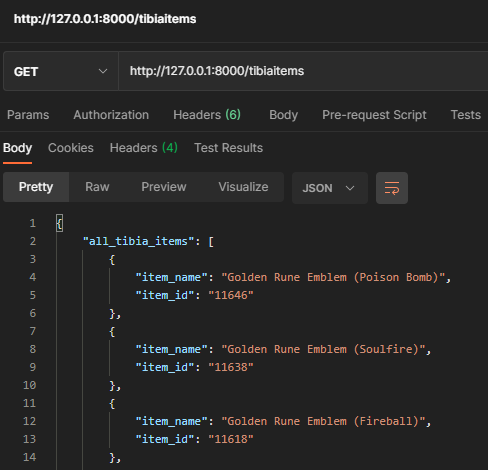 http://127.0.0.1:8000/tibiaitems
GET http://127.0.0.1:8000/tibiaitems
Params Authorization Headers (6) Body Pre-request Script Tests
Body Cookies Headers (4) Test Results
Pretty Raw Preview Visualize JSON
1 {
2 "all_tibia_items": [
3 {
4 "item_name": "Golden Rune Emblem (Poison Bomb)",
5 "item_id": "11646"
6 },
7 {
8 "item_name": "Golden Rune Emblem (Soulfire)",
9 "item_id": "11638"
10 },
11 {
12 "item_name": "Golden Rune Emblem (Fireball)",
13 "item_id": "11618"
14 },